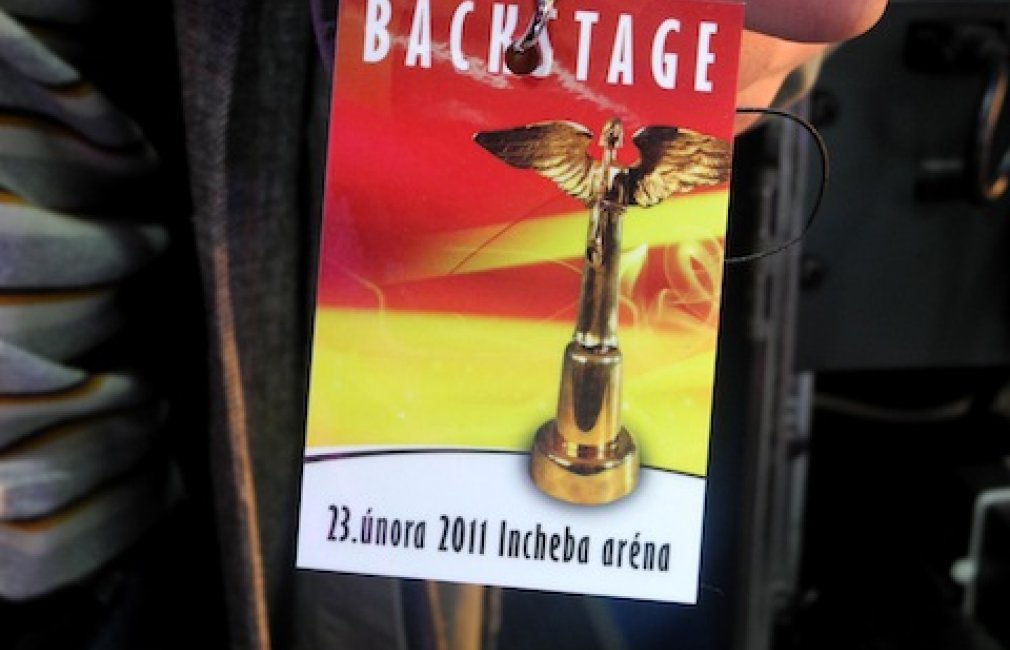 BACKSTAGE
23.února 2011 Incheba aréna